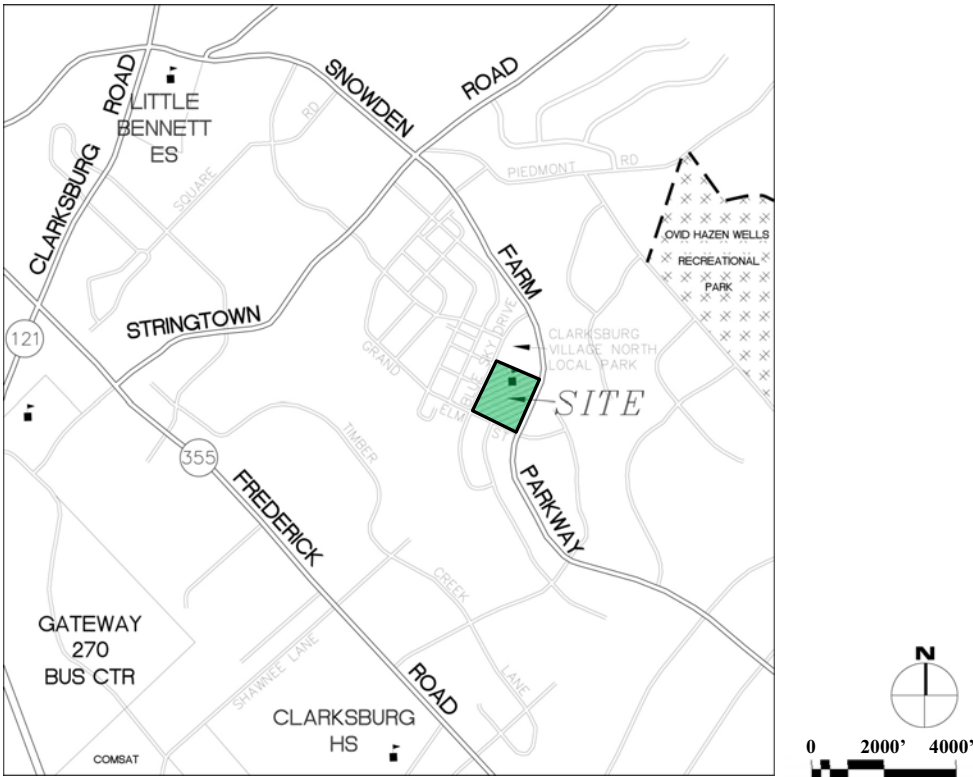 SNOWDEN
ROAD
ROAD
LITTLE
BENNETT
ES
RD
SQUARE
PIEDMONT RD
CLARKSBURG
OVID HAZEN WELLS
RECREATIONAL
PARK
FARM
STRINGTOWN
121
BLUE SKY DRIVE
CLARKSBURG
VILLAGE NORTH
LOCAL PARK
GRAND
SITE
ELM ST
TIMBER
355
FREDERICK
PARKWAY
CREEK
GATEWAY
270
BUS CTR
SHAWNEE LANE
LANE
ROAD
CLARKSBURG
HS
COMSAT
N
0 2000’ 4000’